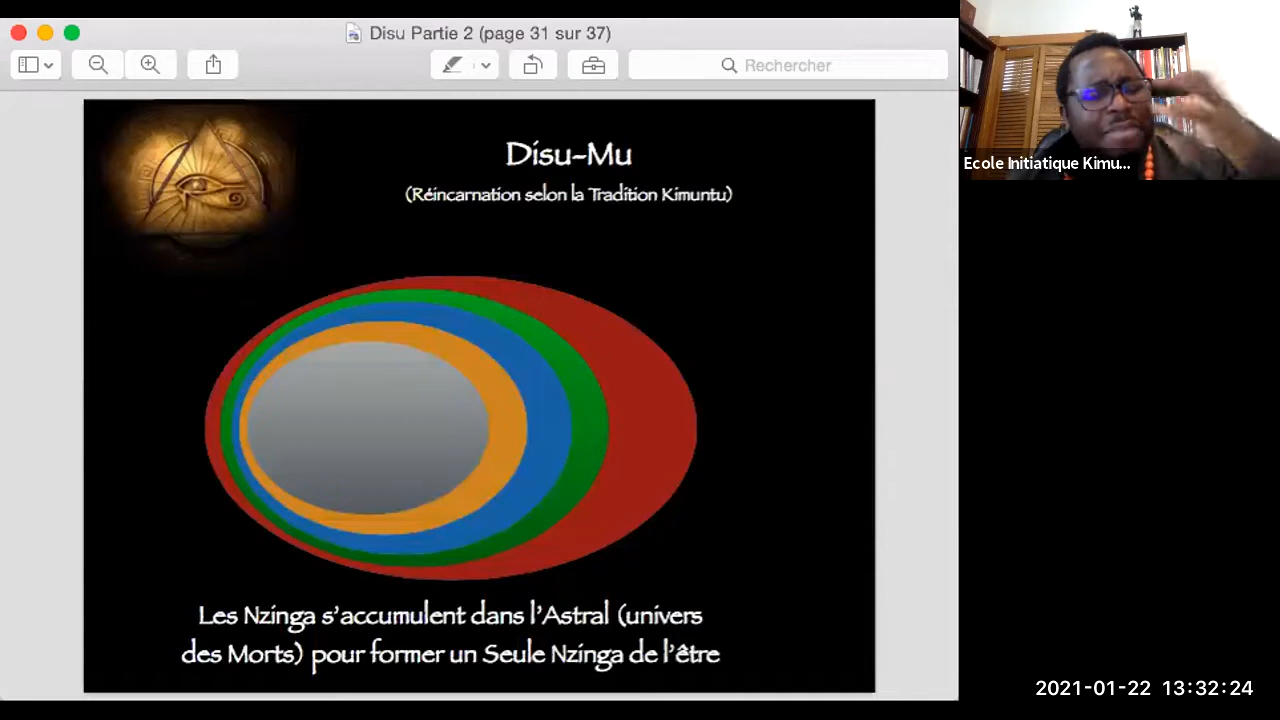 Disu Partie 2 (page 31 sur 37)
Rechercher
Disu-Mu
(Réincarnation selon la Tradition Kimuntu)
Les Nzinga s'accumulent dans l'Astral (univers
des Morts) pour former un Seule Nzinga de l'être
Ecole Initiatique Kimu...
2021-01-22 13:32:24